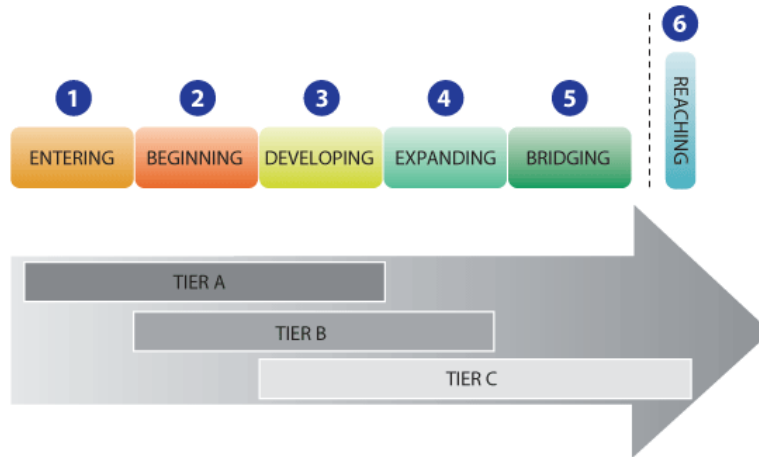 6
1 2 3 4 5
REACHING
ENTERING BEGINNING DEVELOPING EXPANDING BRIDGING
TIER A
TIER B
TIER C